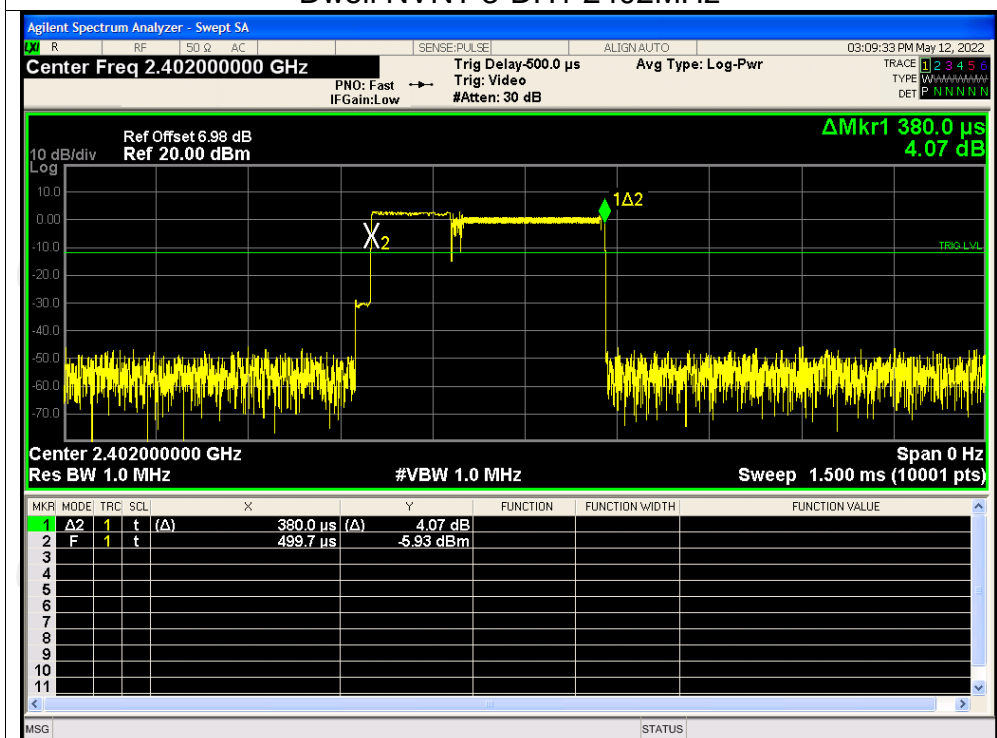 Dwell NVNT 3-DH1 2402MHz
Agilent Spectrum Analyzer - Swept SA
LXI R RF 50 Ω AC SENSE:PULSE ALIGN AUTO 03:09:33 PM May 12, 2022
Center Freq 2.402000000 GHz Trig Delay-500.0 µs Avg Type: Log-Pwr TRACE 1 2 3 4 5 6
PNO: Fast Trig: Video TYPE WWWWWW
IFGain:Low #Atten: 30 dB DET P N N N N N
ΔMkr1 380.0 µs
4.07 dB
Ref Offset 6.98 dB
10 dB/div Ref 20.00 dBm
Log
10.0
1Δ2
0.00
X2
-10.0
TRIG LVL
-20.0
-30.0
-40.0
-50.0
-60.0
-70.0
Center 2.402000000 GHz Span 0 Hz
Res BW 1.0 MHz #VBW 1.0 MHz Sweep 1.500 ms (10001 pts)
MKR MODE TRC SCL X Y FUNCTION FUNCTION WIDTH FUNCTION VALUE
1 Δ2 1 t (Δ) 380.0 µs (Δ) 4.07 dB
2 F 1 t 499.7 µs -5.93 dBm
3
4
5
6
7
8
9
10
11
MSG STATUS